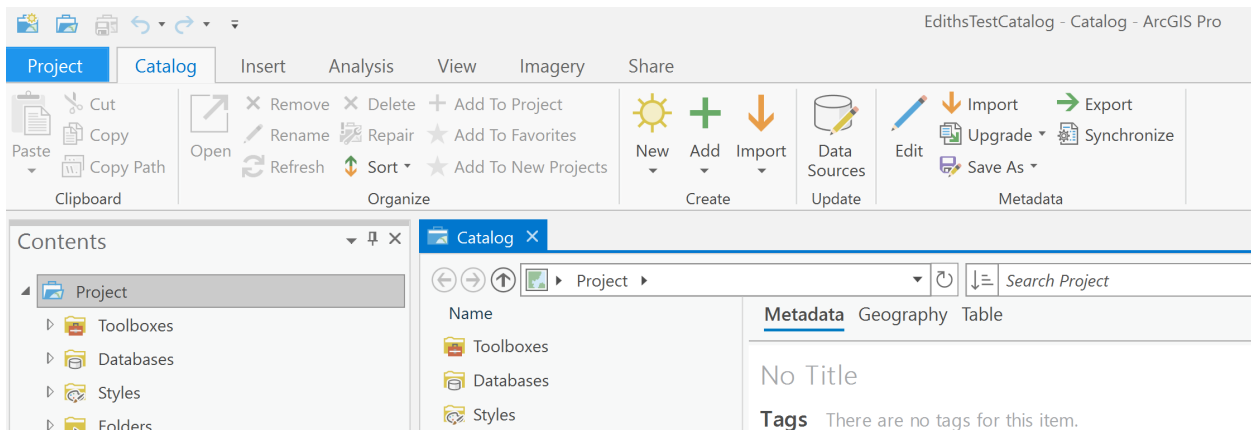 EdithsTestCatalog - Catalog - ArcGIS Pro
Project Catalog Insert Analysis View Imagery Share
Paste
Cut
Copy
Copy Path
Clipboard
Open
Remove Delete Add To Project
Rename Repair Add To Favorites
Refresh Sort Add To New Projects
Organize
New Add Import
Create
Data
Sources
Update
Edit
Import Export
Upgrade Synchronize
Save As
Metadata
Contents
Project
Toolboxes
Databases
Styles
Folders
Catalog
Project
Search Project
Name
Toolboxes
Databases
Styles
Metadata Geography Table
No Title
Tags There are no tags for this item.